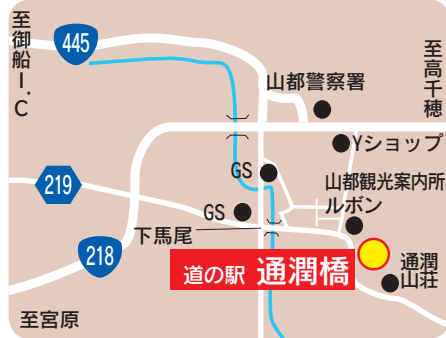 至御船I.C
445
至高千穂
山都警察署
Yショップ
GS
219
山都観光案内所
ルポン
GS
下馬尾
218
道の駅 通潤橋
通潤
山荘
至宮原